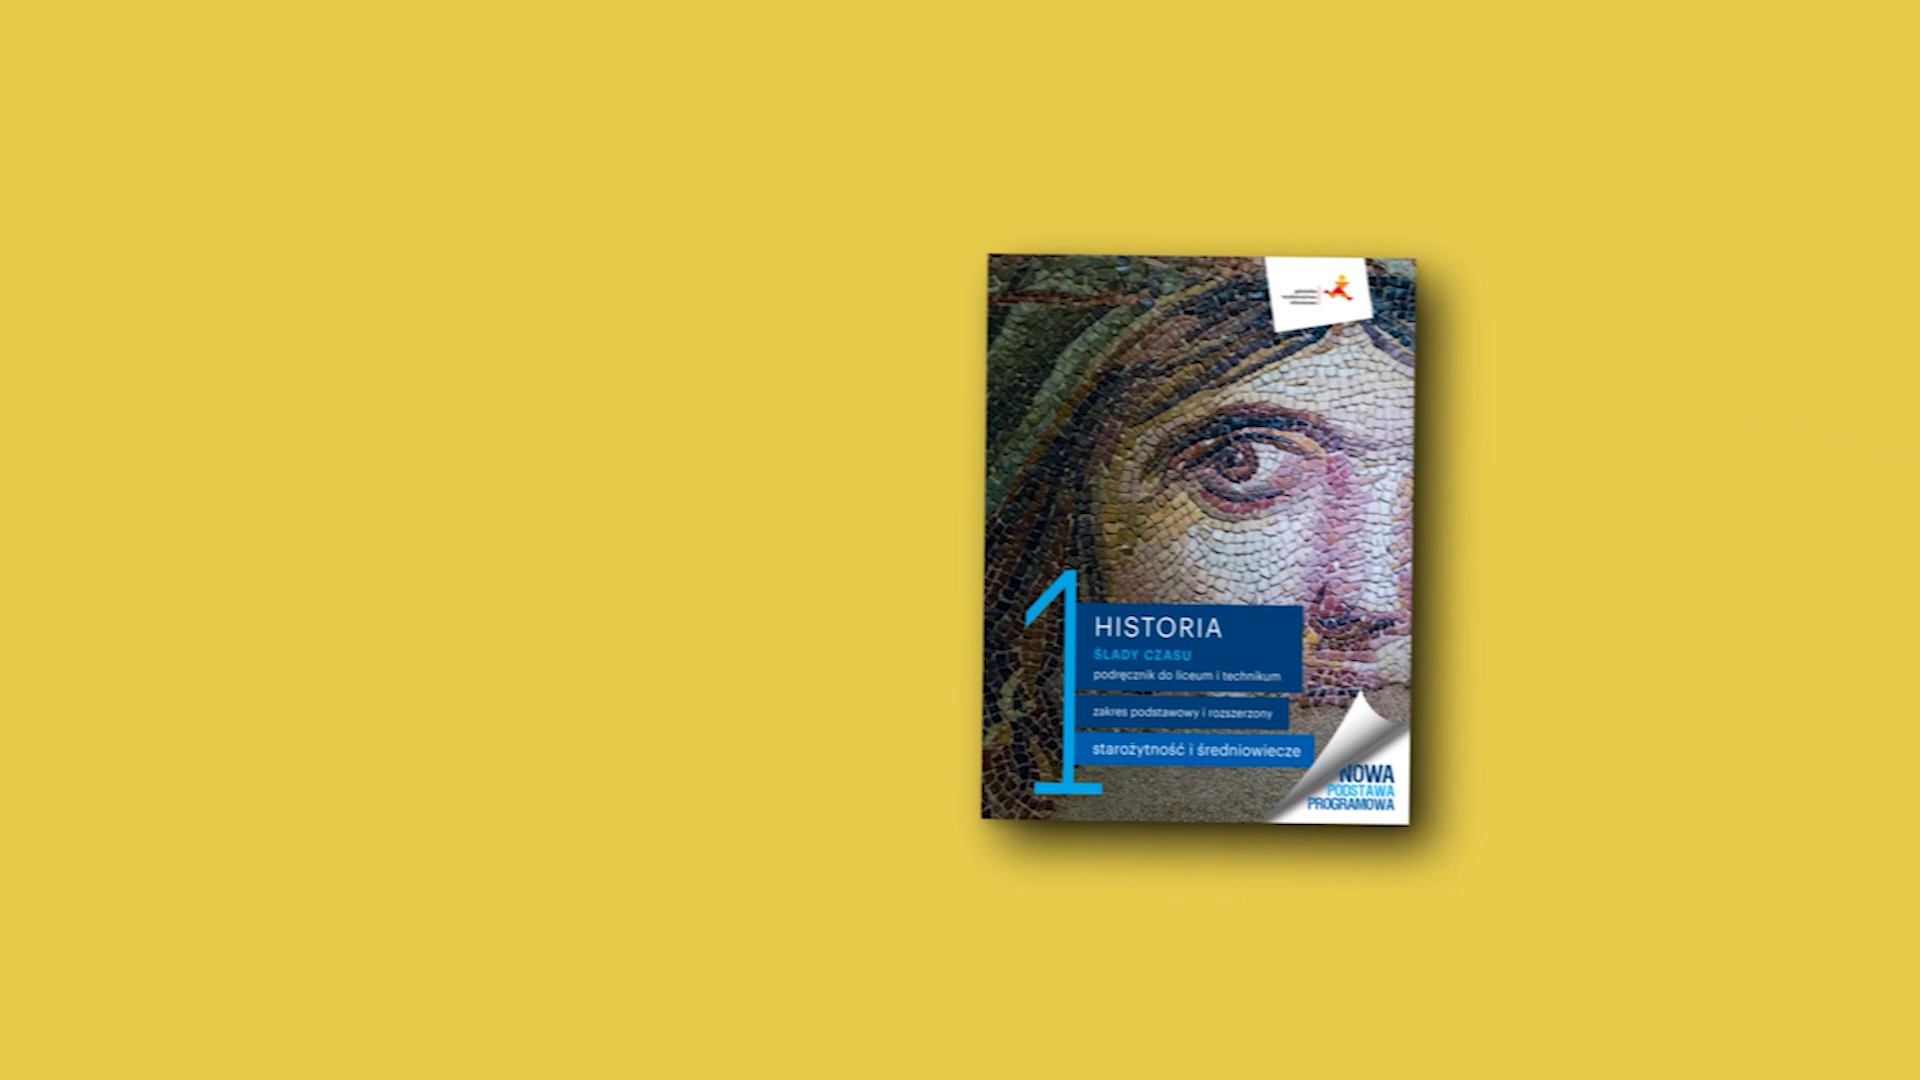 1
HISTORIA
ŚLADY CZASU
podręcznik do liceum i technikum
zakres podstawowy i rozszerzony
starożytność i średniowiecze
NOWA
PODSTAWA
PROGRAMOWA